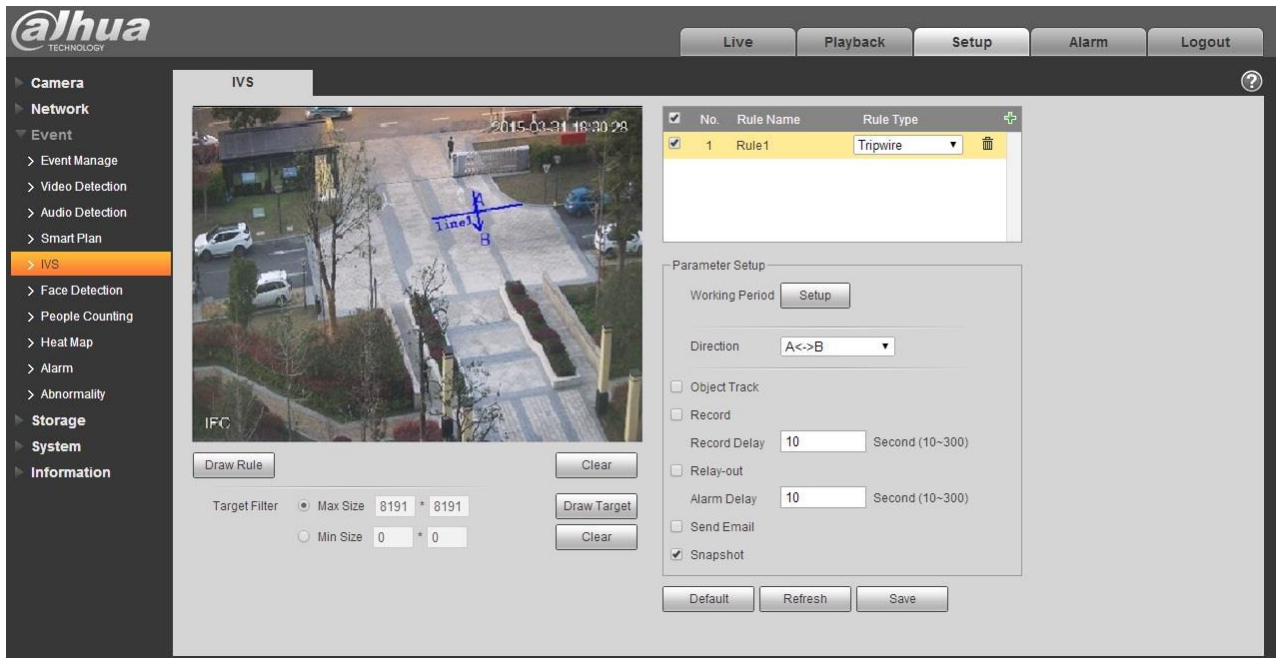 alhua
TECHNOLOGY
Live Playback Setup Alarm Logout
Camera
Network
Event
> Event Manage
> Video Detection
> Audio Detection
> Smart Plan
> IVS
> Face Detection
> People Counting
> Heat Map
> Alarm
> Abnormality
Storage
System
Information
IVS
?
2015-03-31 18:30:28
A
line1
B
IPC
Draw Rule Clear
Target Filter Max Size 8191 * 8191 Draw Target
Min Size 0 * 0 Clear
No. Rule Name Rule Type
1 Rule1 Tripwire
Parameter Setup
Working Period Setup
Direction A<->B
Object Track
Record
Record Delay 10 Second (10~300)
Relay-out
Alarm Delay 10 Second (10~300)
Send Email
Snapshot
Default Refresh Save